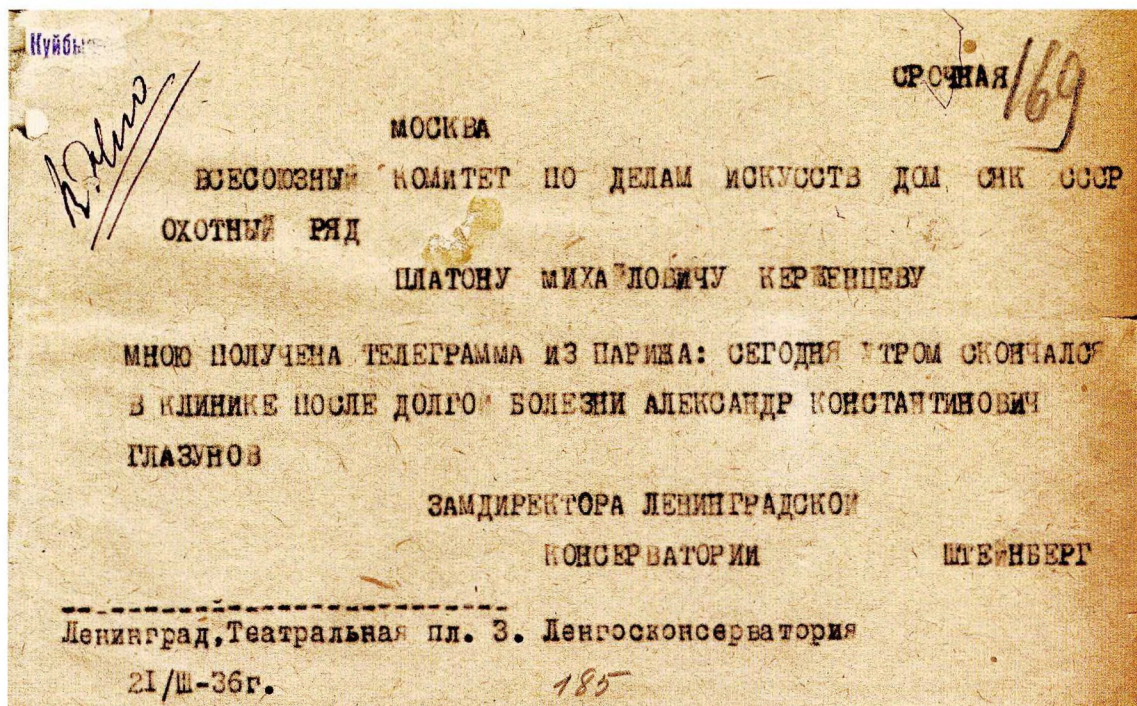 СРОЧНАЯ 169
МОСКВА
ВСЕСОЮЗНЫЙ КОМИТЕТ ПО ДЕЛАМ ИСКУССТВ ДОМ СНК СССР
ОХОТНЫЙ РЯД
ПЛАТОНУ МИХАЙЛОВИЧУ КЕРЖЕНЦЕВУ
МНОЮ ПОЛУЧЕНА ТЕЛЕГРАММА ИЗ ПАРИЖА: СЕГОДНЯ УТРОМ СКОНЧАЛСЯ
В КЛИНИКЕ ПОСЛЕ ДОЛГОЙ БОЛЕЗНИ АЛЕКСАНДР КОНСТАНТИНОВИЧ
ГЛАЗУНОВ
ЗАМДИРЕКТОРА ЛЕНИНГРАДСКОЙ
КОНСЕРВАТОРИИ ШТЕЙНБЕРГ
Ленинград,Театральная пл. 3. Ленгосконсерватория
21/III-36г. 185